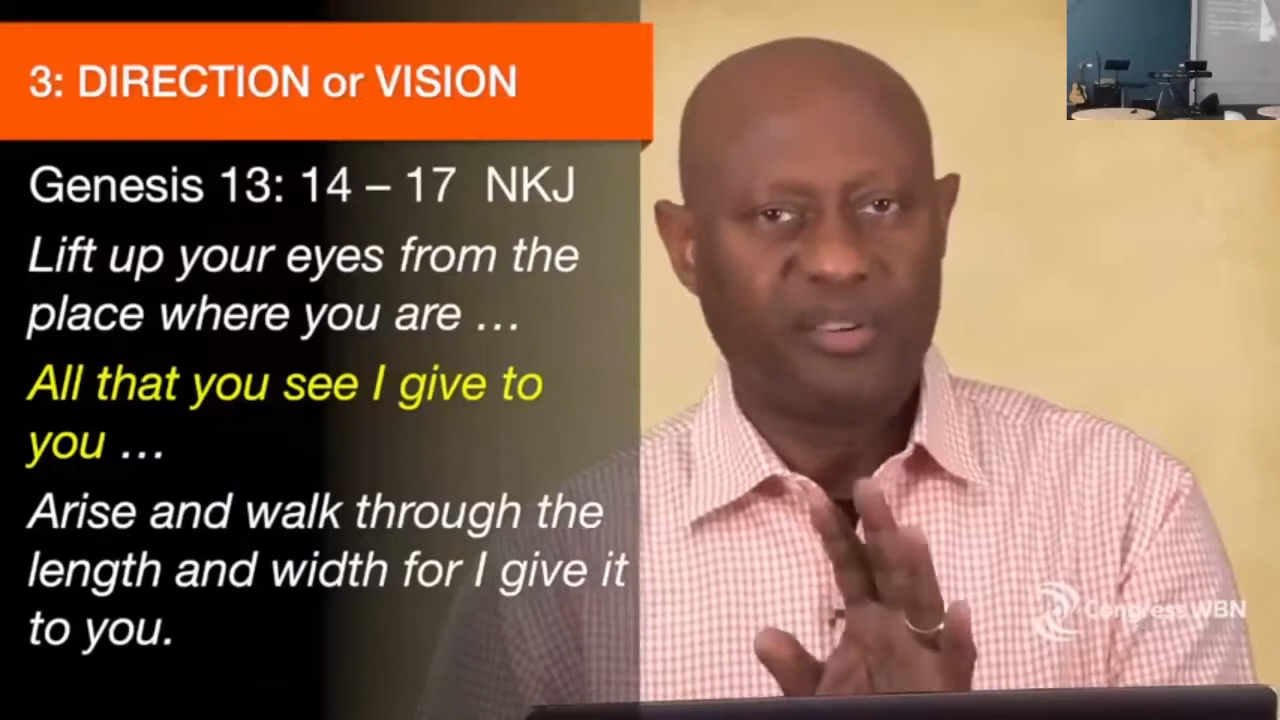 3: DIRECTION or VISION
Genesis 13: 14 – 17 NKJ
Lift up your eyes from the
place where you are …
All that you see I give to
you …
Arise and walk through the
length and width for I give it
to you.
Congress WBN